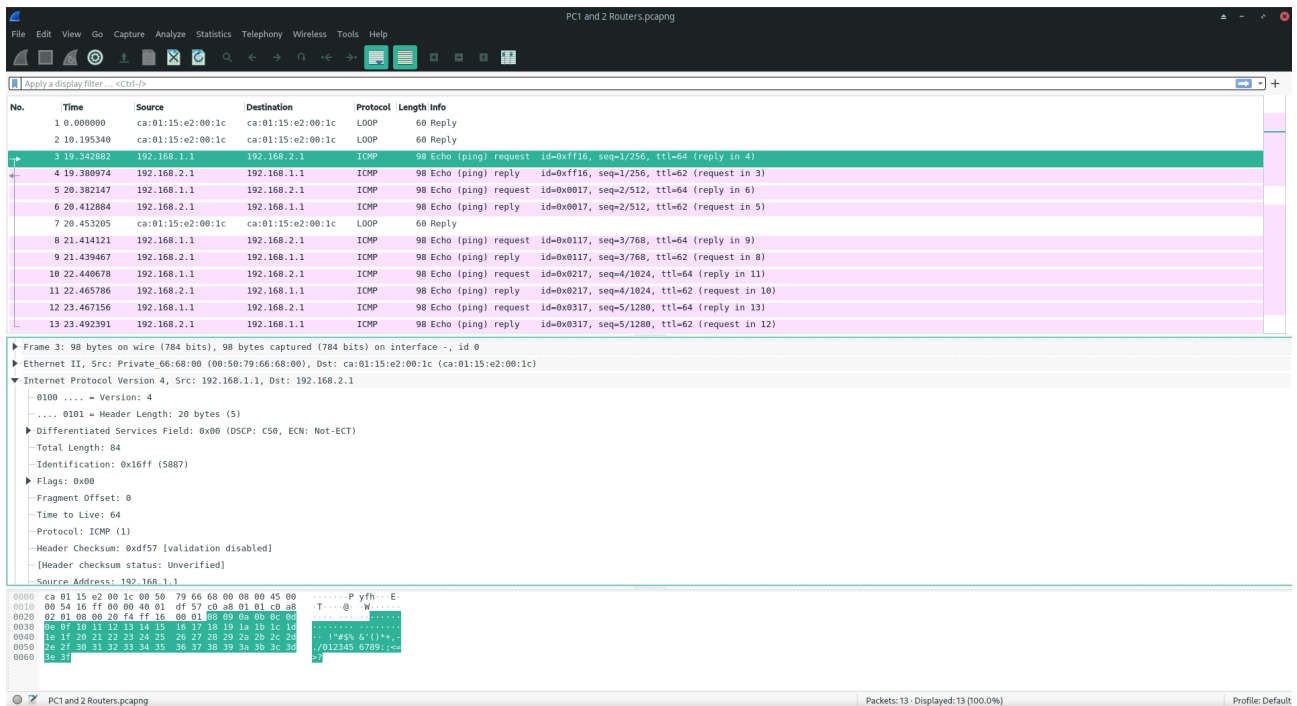 PC1 and 2 Routers.pcapng
File Edit View Go Capture Analyze Statistics Telephony Wireless Tools Help
Apply a display filter ... <Ctrl-/>
No. Time Source Destination Protocol Length Info
1 0.000000 ca:01:15:e2:00:1c ca:01:15:e2:00:1c LOOP 60 Reply
2 10.195340 ca:01:15:e2:00:1c ca:01:15:e2:00:1c LOOP 60 Reply
3 19.342882 192.168.1.1 192.168.2.1 ICMP 98 Echo (ping) request id=0xff16, seq=1/256, ttl=64 (reply in 4)
4 19.380974 192.168.2.1 192.168.1.1 ICMP 98 Echo (ping) reply id=0xff16, seq=1/256, ttl=62 (request in 3)
5 20.382147 192.168.1.1 192.168.2.1 ICMP 98 Echo (ping) request id=0x0017, seq=2/512, ttl=64 (reply in 6)
6 20.412884 192.168.2.1 192.168.1.1 ICMP 98 Echo (ping) reply id=0x0017, seq=2/512, ttl=62 (request in 5)
7 20.453205 ca:01:15:e2:00:1c ca:01:15:e2:00:1c LOOP 60 Reply
8 21.414121 192.168.1.1 192.168.2.1 ICMP 98 Echo (ping) request id=0x0117, seq=3/768, ttl=64 (reply in 9)
9 21.439467 192.168.2.1 192.168.1.1 ICMP 98 Echo (ping) reply id=0x0117, seq=3/768, ttl=62 (request in 8)
10 22.440678 192.168.1.1 192.168.2.1 ICMP 98 Echo (ping) request id=0x0217, seq=4/1024, ttl=64 (reply in 11)
11 22.465786 192.168.2.1 192.168.1.1 ICMP 98 Echo (ping) reply id=0x0217, seq=4/1024, ttl=62 (request in 10)
12 23.467156 192.168.1.1 192.168.2.1 ICMP 98 Echo (ping) request id=0x0317, seq=5/1280, ttl=64 (reply in 13)
13 23.492391 192.168.2.1 192.168.1.1 ICMP 98 Echo (ping) reply id=0x0317, seq=5/1280, ttl=62 (request in 12)
Frame 3: 98 bytes on wire (784 bits), 98 bytes captured (784 bits) on interface -, id 0
Ethernet II, Src: Private_66:68:00 (00:50:79:66:68:00), Dst: ca:01:15:e2:00:1c (ca:01:15:e2:00:1c)
Internet Protocol Version 4, Src: 192.168.1.1, Dst: 192.168.2.1
0100 .... = Version: 4
.... 0101 = Header Length: 20 bytes (5)
Differentiated Services Field: 0x00 (DSCP: CS0, ECN: Not-ECT)
Total Length: 84
Identification: 0x16ff (5887)
Flags: 0x00
Fragment Offset: 0
Time to Live: 64
Protocol: ICMP (1)
Header Checksum: 0xdf57 [validation disabled]
[Header checksum status: Unverified]
Source Address: 192.168.1.1
0000 ca 01 15 e2 00 1c 00 50 79 66 68 00 08 00 45 00 ·······P yfh···E·
0010 00 54 16 ff 00 00 40 01 df 57 c0 a8 01 01 c0 a8 ·T····@· ·W······
0020 02 01 08 00 20 f4 ff 16 00 01 08 09 0a 0b 0c 0d ···· ··· ········
0030 0e 0f 10 11 12 13 14 15 16 17 18 19 1a 1b 1c 1d ········ ········
0040 1e 1f 20 21 22 23 24 25 26 27 28 29 2a 2b 2c 2d ·· !"#$% &'()*+,-
0050 2e 2f 30 31 32 33 34 35 36 37 38 39 3a 3b 3c 3d ./012345 6789:;<=
0060 3e 3f >?
PC1 and 2 Routers.pcapng Packets: 13 · Displayed: 13 (100.0%) Profile: Default